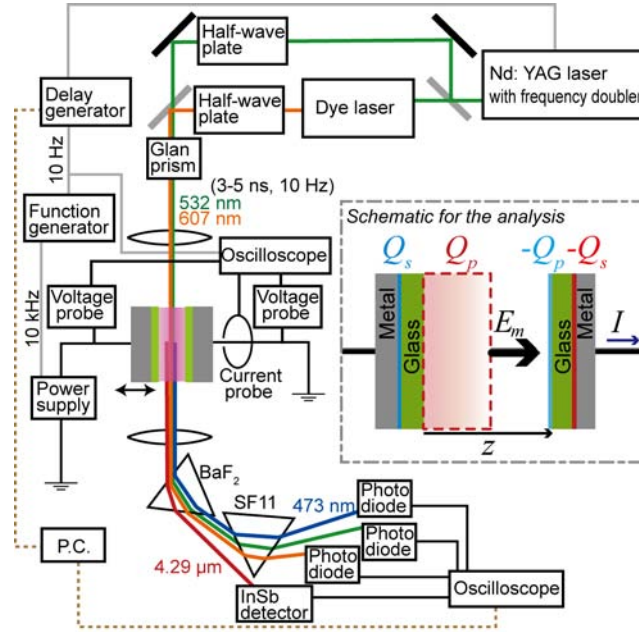 Half-wave
plate
Nd: YAG laser
with frequency doubler
Delay
generator
Half-wave
plate
Dye laser
Glan
prism
10 Hz
(3-5 ns, 10 Hz)
532 nm
607 nm
Function
generator
Oscilloscope
Voltage
probe
Voltage
probe
10 kHz
Power
supply
Current
probe
Schematic for the analysis
Qs
Qp
-Qp
-Qs
Metal
Glass
Em
Glass
Metal
I
z
BaF2
SF11
473 nm
Photo
diode
Photo
diode
Photo
diode
P.C.
4.29 μm
InSb
detector
Oscilloscope